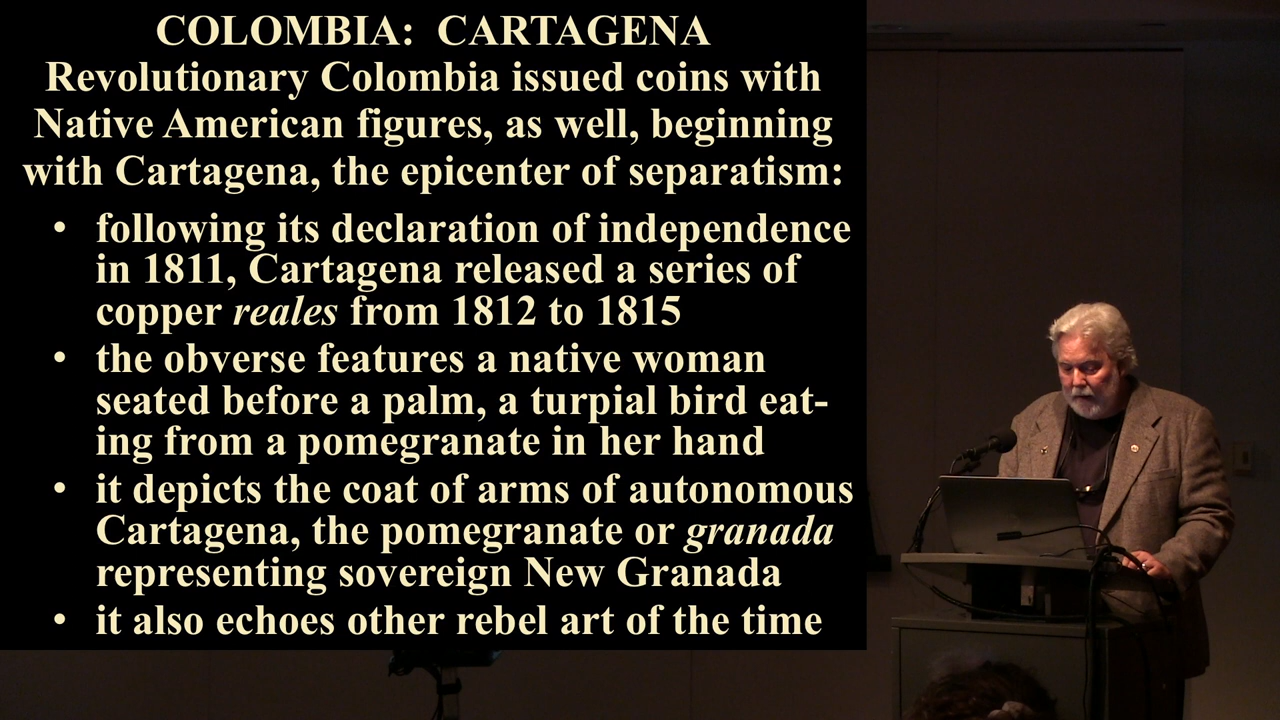 COLOMBIA: CARTAGENA
Revolutionary Colombia issued coins with
Native American figures, as well, beginning
with Cartagena, the epicenter of separatism:
• following its declaration of independence
in 1811, Cartagena released a series of
copper reales from 1812 to 1815
• the obverse features a native woman
seated before a palm, a turpial bird eat-
ing from a pomegranate in her hand
• it depicts the coat of arms of autonomous
Cartagena, the pomegranate or granada
representing sovereign New Granada
• it also echoes other rebel art of the time